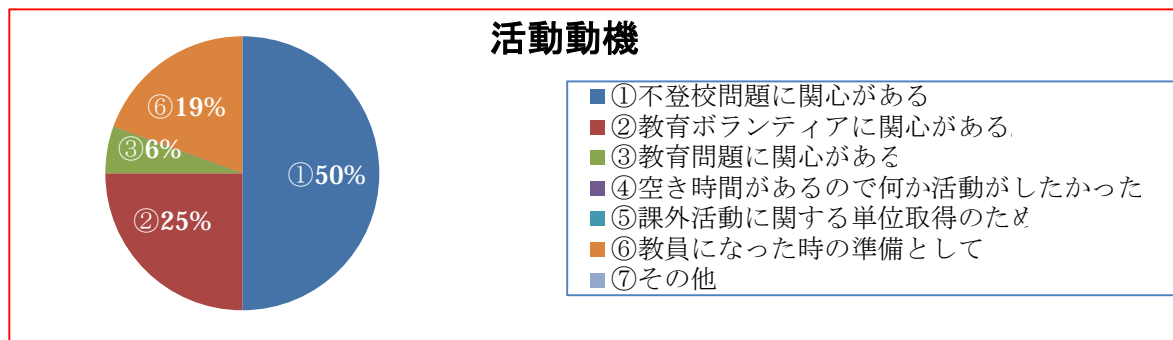 活動動機
⑥19%
③6%
①50%
②25%
①不登校問題に関心がある
②教育ボランティアに関心がある
③教育問題に関心がある
④空き時間があるので何か活動がしたかった
⑤課外活動に関する単位取得のため
⑥教員になった時の準備として
⑦その他